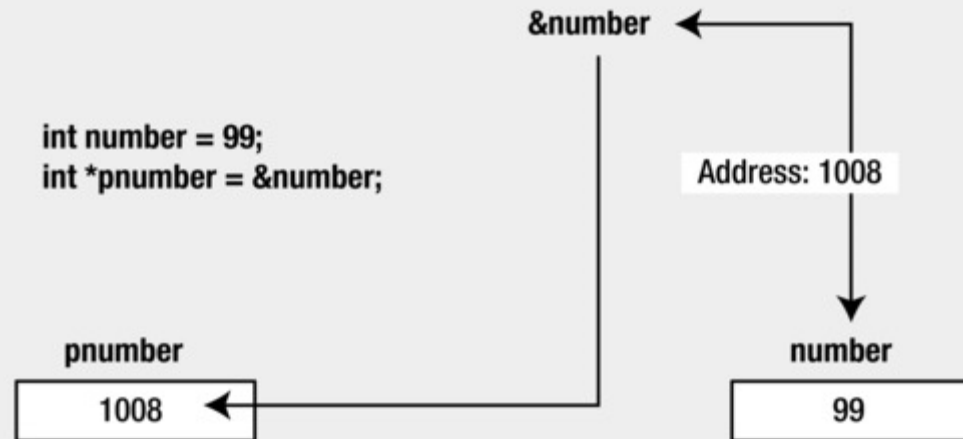 &number
int number = 99;
int *pnumber = &number;
Address: 1008
pnumber
number
1008
99